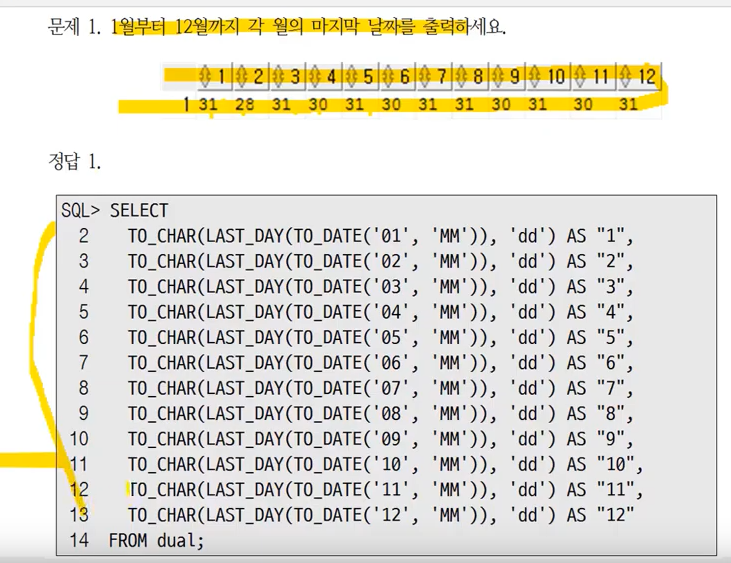 문제 1. 1월부터 12월까지 각 월의 마지막 날짜를 출력하세요.
1 2 3 4 5 6 7 8 9 10 11 12
1 31 28 31 30 31 30 31 31 30 31 30 31
정답 1.
SQL> SELECT
2 TO_CHAR(LAST_DAY(TO_DATE('01', 'MM')), 'dd') AS "1",
3 TO_CHAR(LAST_DAY(TO_DATE('02', 'MM')), 'dd') AS "2",
4 TO_CHAR(LAST_DAY(TO_DATE('03', 'MM')), 'dd') AS "3",
5 TO_CHAR(LAST_DAY(TO_DATE('04', 'MM')), 'dd') AS "4",
6 TO_CHAR(LAST_DAY(TO_DATE('05', 'MM')), 'dd') AS "5",
7 TO_CHAR(LAST_DAY(TO_DATE('06', 'MM')), 'dd') AS "6",
8 TO_CHAR(LAST_DAY(TO_DATE('07', 'MM')), 'dd') AS "7",
9 TO_CHAR(LAST_DAY(TO_DATE('08', 'MM')), 'dd') AS "8",
10 TO_CHAR(LAST_DAY(TO_DATE('09', 'MM')), 'dd') AS "9",
11 TO_CHAR(LAST_DAY(TO_DATE('10', 'MM')), 'dd') AS "10",
12 TO_CHAR(LAST_DAY(TO_DATE('11', 'MM')), 'dd') AS "11",
13 TO_CHAR(LAST_DAY(TO_DATE('12', 'MM')), 'dd') AS "12"
14 FROM dual;